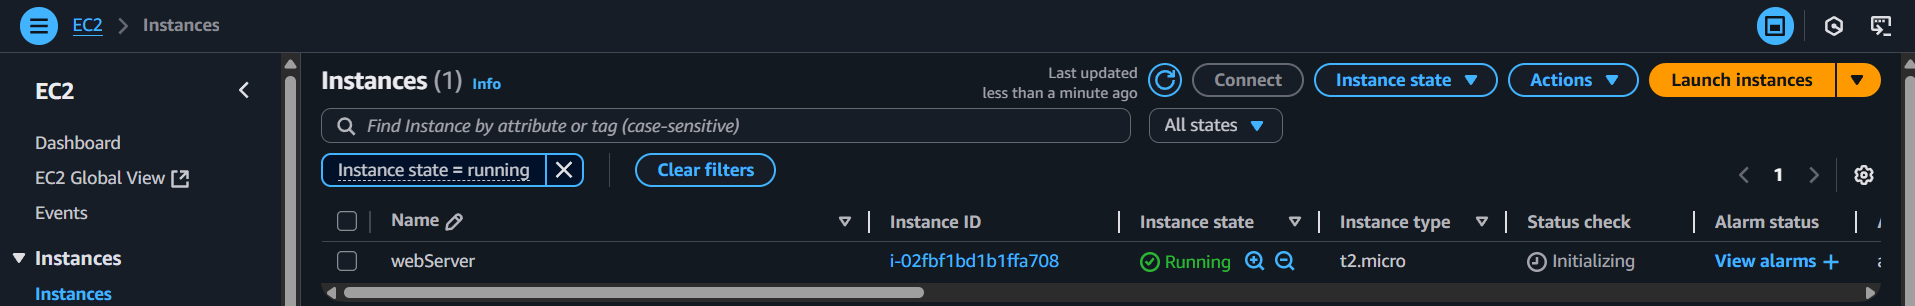 EC2 Instances
EC2
Dashboard
EC2 Global View
Events
Instances
Instances
Instances (1) Info
Last updated
less than a minute ago
Connect
Instance state
Actions
Launch instances
Find Instance by attribute or tag (case-sensitive)
All states
Instance state = running
Clear filters
1
Name Instance ID Instance state Instance type Status check Alarm status
webServer i-02fbf1bd1b1ffa708 Running t2.micro Initializing View alarms +